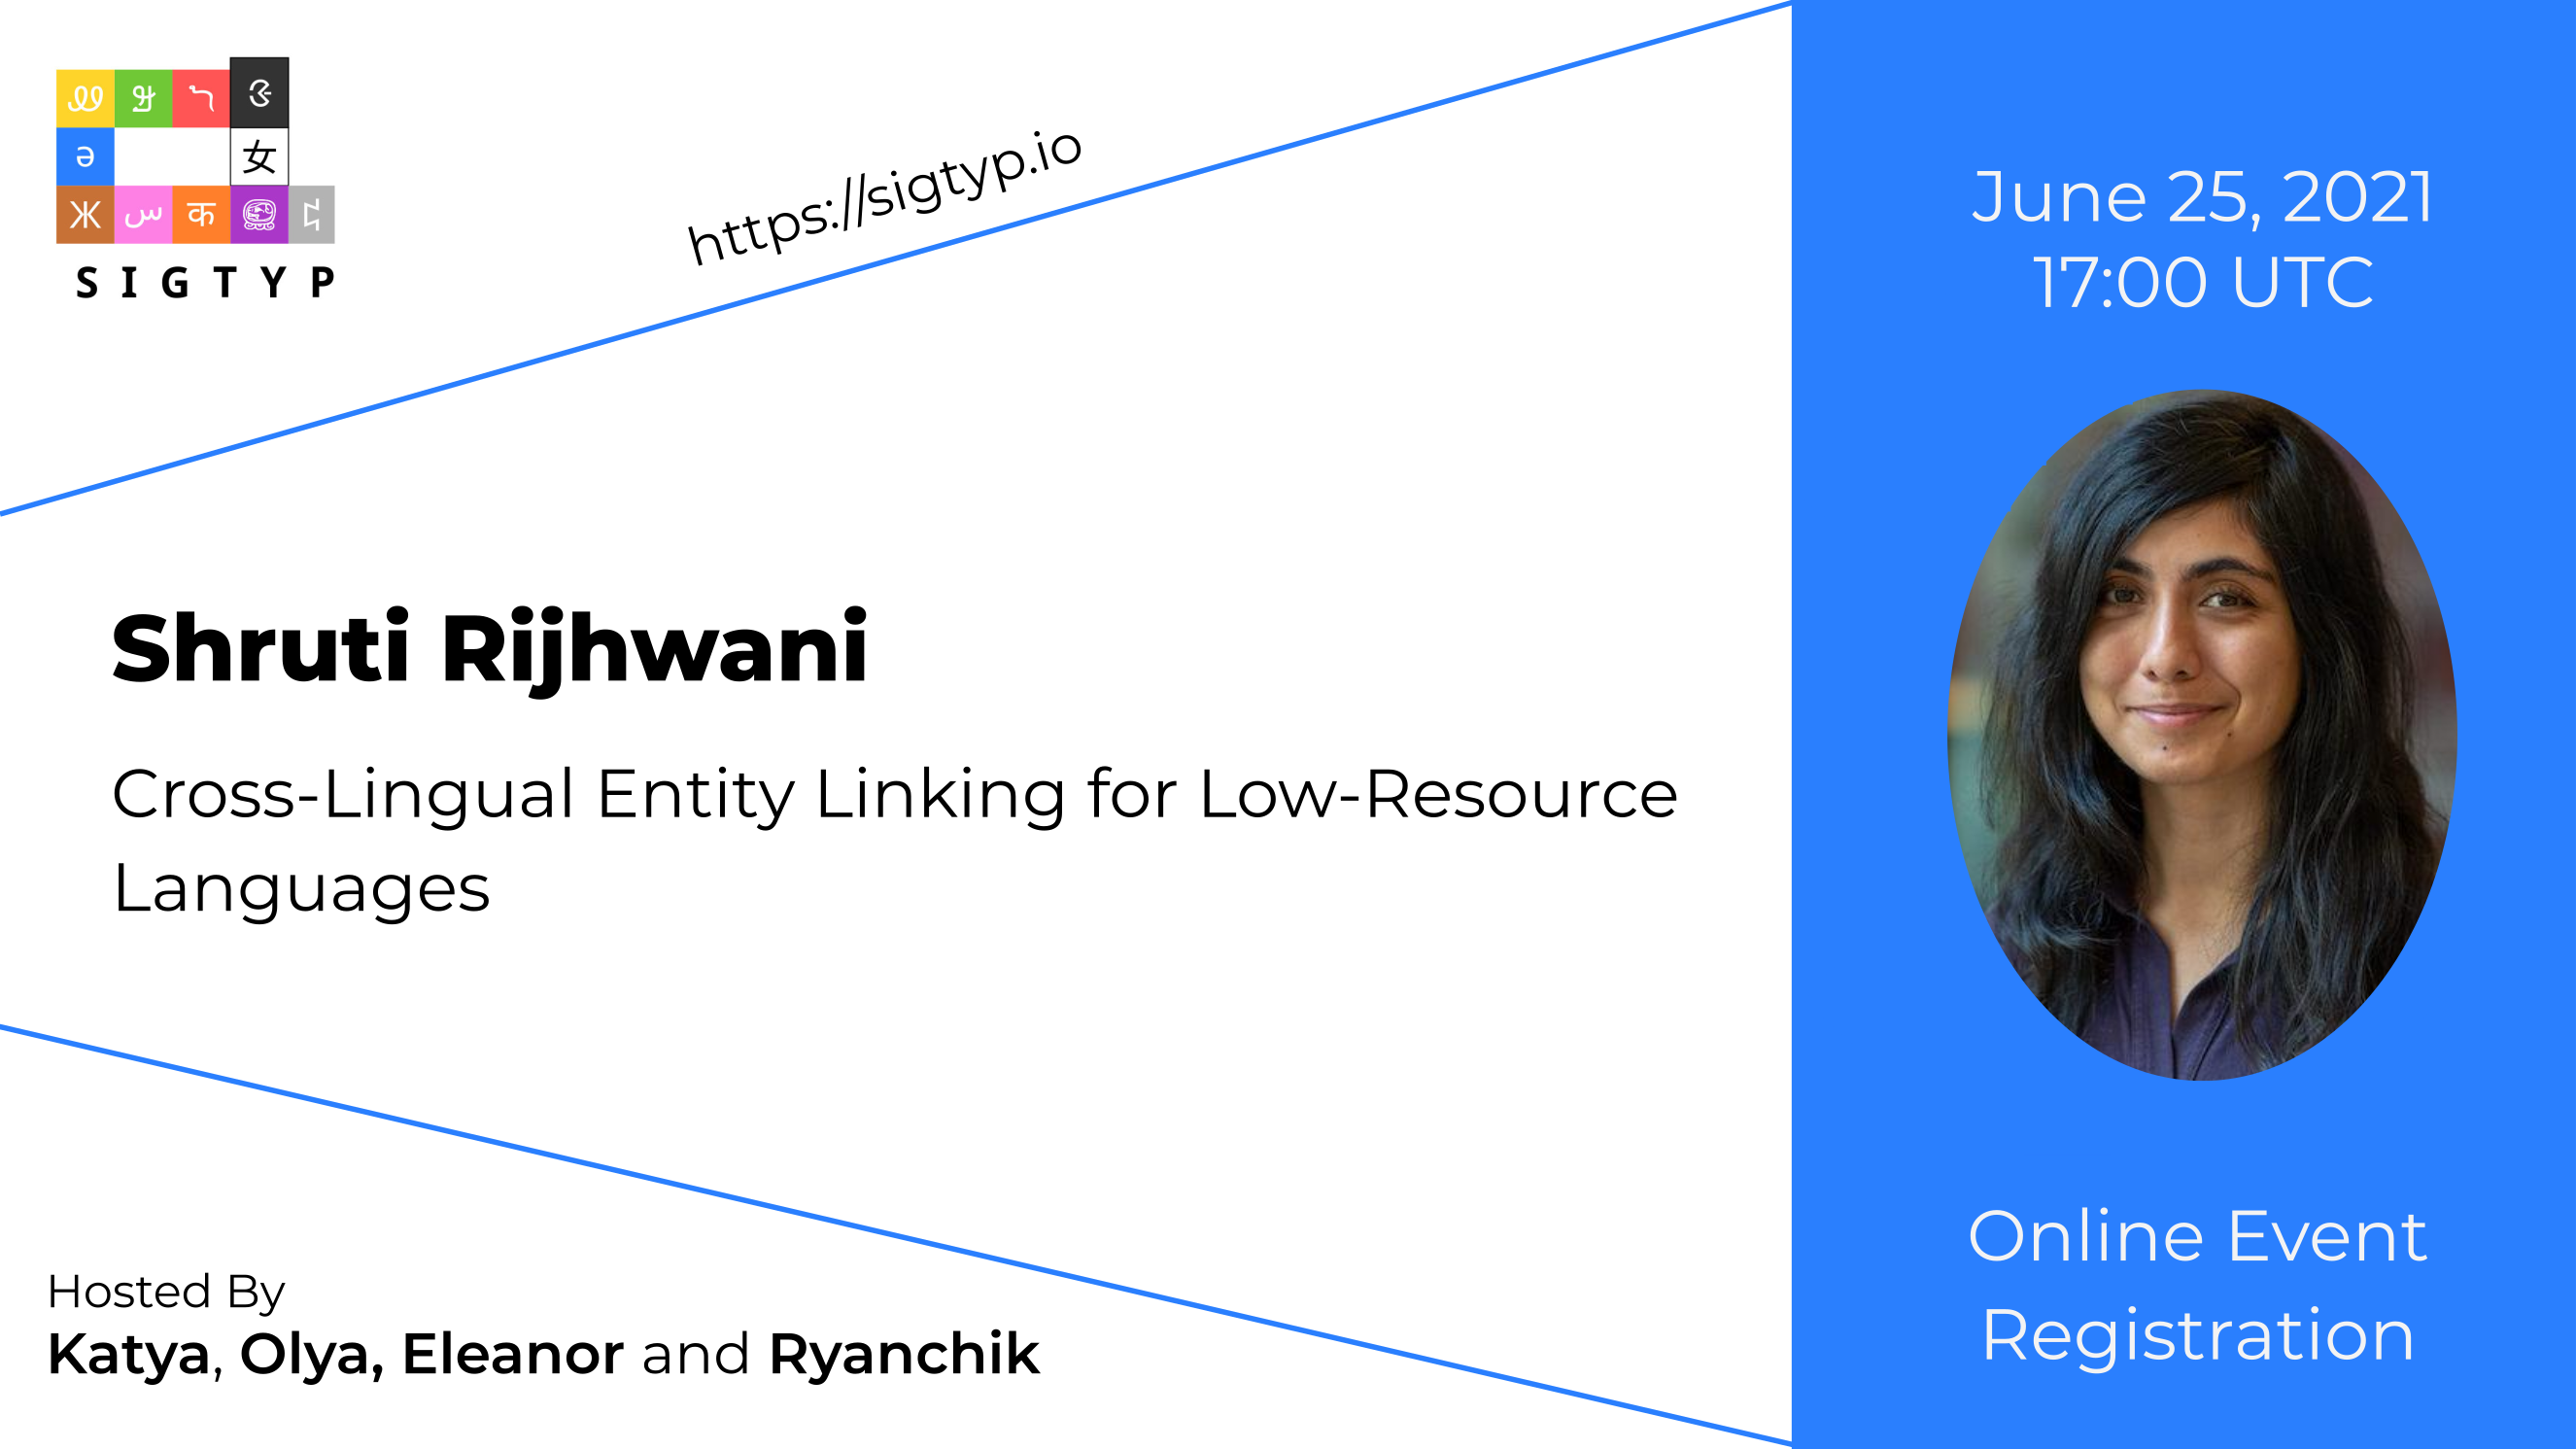 ə
女
Ж س क
S I G T Y P
https://sigtyp.io
June 25, 2021
17:00 UTC
Shruti Rijhwani
Cross-Lingual Entity Linking for Low-Resource
Languages
Hosted By
Katya, Olya, Eleanor and Ryanchik
Online Event
Registration